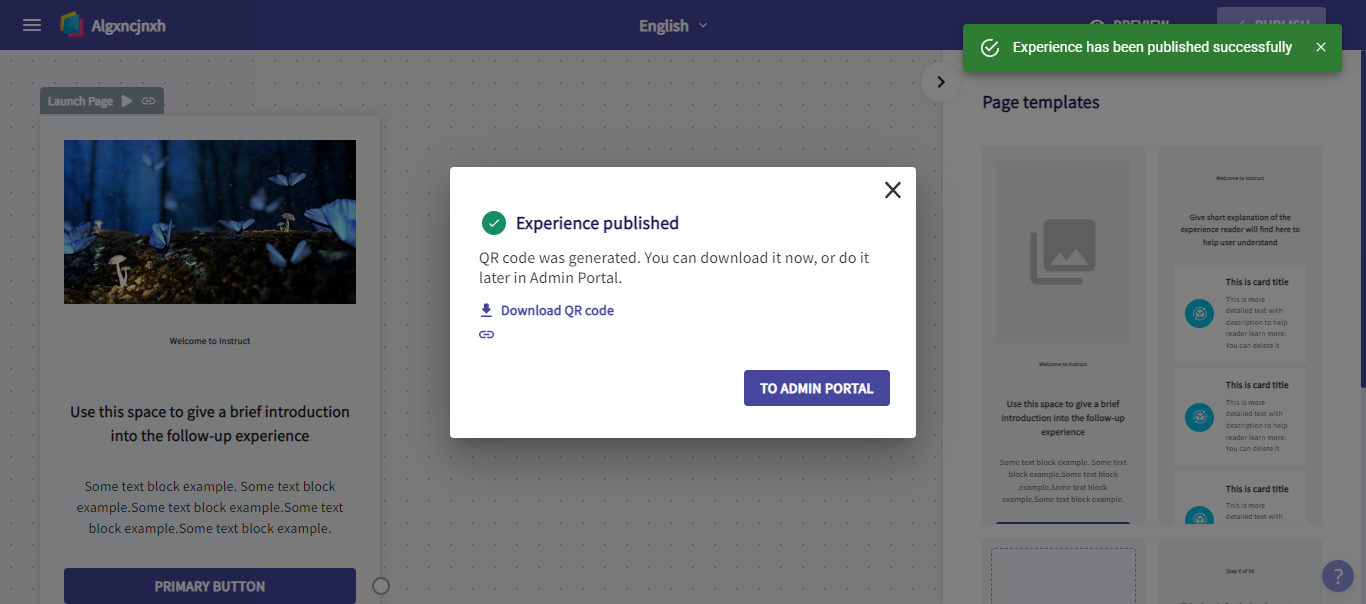 Algxncjnxh
English
PREVIEW
PUBLISH
Experience has been published successfully
Launch Page
Welcome to Instruct
Use this space to give a brief introduction
into the follow-up experience
Some text block example. Some text block
example.Some text block example.Some text
block example.Some text block example.
PRIMARY BUTTON
Experience published
QR code was generated. You can download it now, or do it
later in Admin Portal.
Download QR code
TO ADMIN PORTAL
Page templates
Welcome to Instruct
Use this space to give a brief
introduction into the follow-up
experience
Some text block example. Some text
block example.Some text block
example.Some text block
example.Some text block example.
Welcome to Instruct
Give short explanation of the
experience reader will find here to
help user understand
This is card title
This is more
detailed text with
description to help
reader learn more.
You can delete it
This is card title
This is more
detailed text with
description to help
reader learn more.
You can delete it
This is card title
This is more
detailed text with
Step X of XX
?